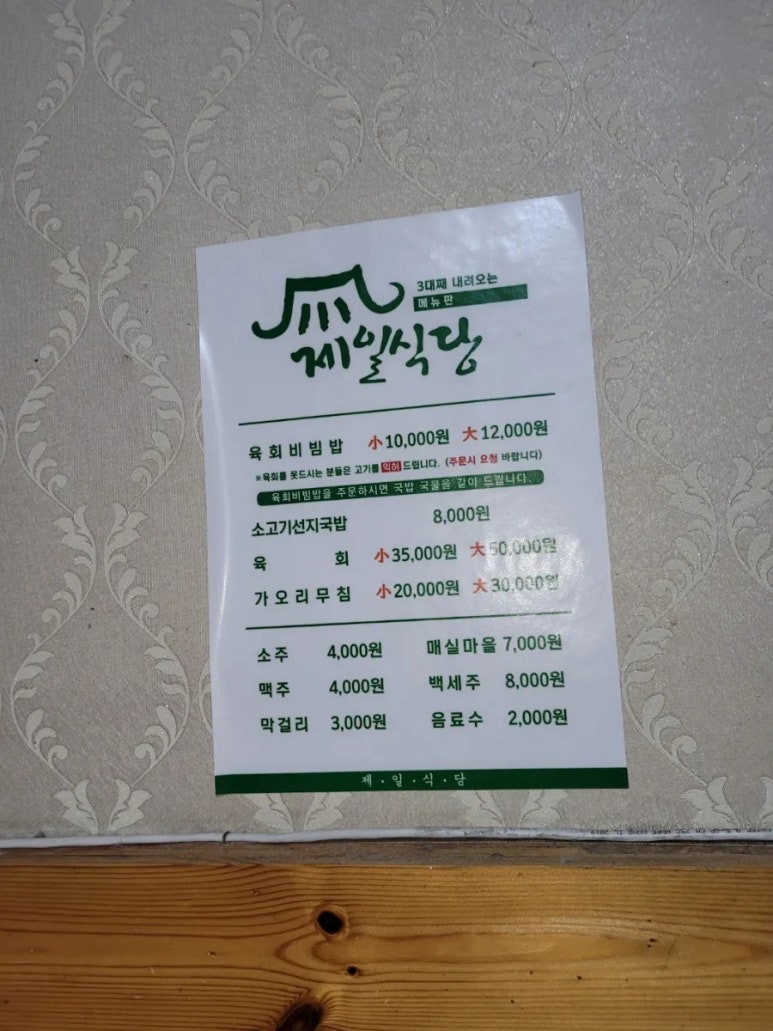 3대째 내려오는
메뉴판
제일식당
육회비빔밥 小 10,000원 大 12,000원
※육회를 못드시는 분들은 고기를 익혀 드립니다. (주문시 요청 바랍니다)
육회비빔밥을 주문하시면 국밥 국물을 같이 드립니다.
소고기선지국밥 8,000원
육 회 小 35,000원 大 50,000원
가오리무침 小 20,000원 大 30,000원
소주 4,000원 매실마을 7,000원
맥주 4,000원 백세주 8,000원
막걸리 3,000원 음료수 2,000원
제·일·식·당